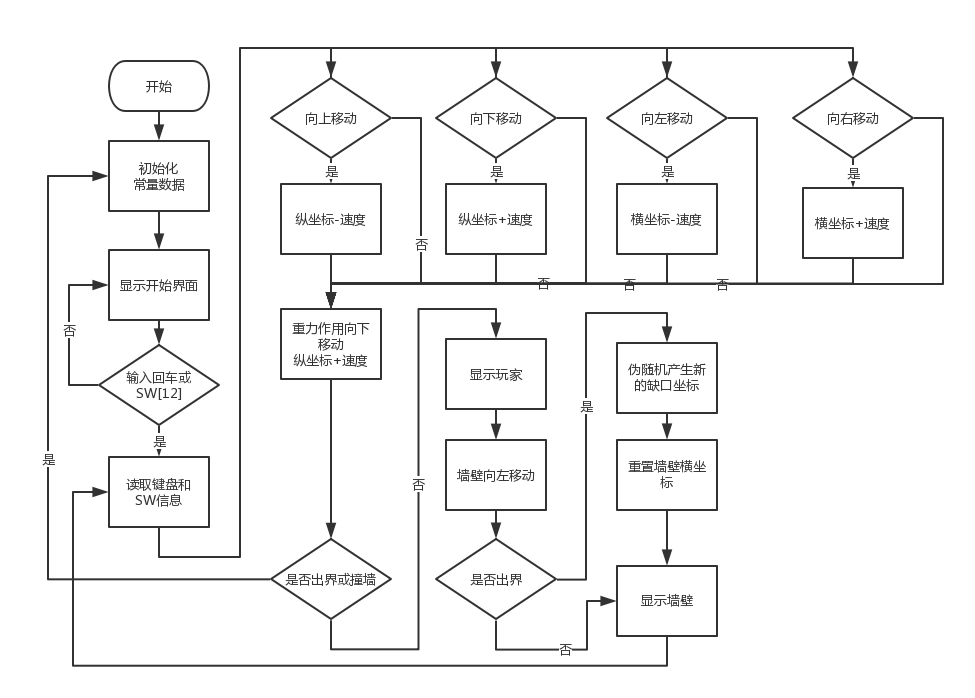 开始
初始化
常量数据
显示开始界面
否
输入回车或
SW[12]
是
是
读取键盘和
SW信息
向上移动
向下移动
向左移动
向右移动
是
是
是
是
纵坐标-速度
纵坐标+速度
横坐标-速度
横坐标+速度
否
否
否
否
重力作用向下
移动
纵坐标+速度
是否出界或撞墙
否
显示玩家
墙壁向左移动
是否出界
是
否
伪随机产生新
的缺口坐标
重置墙壁横坐
标
显示墙壁